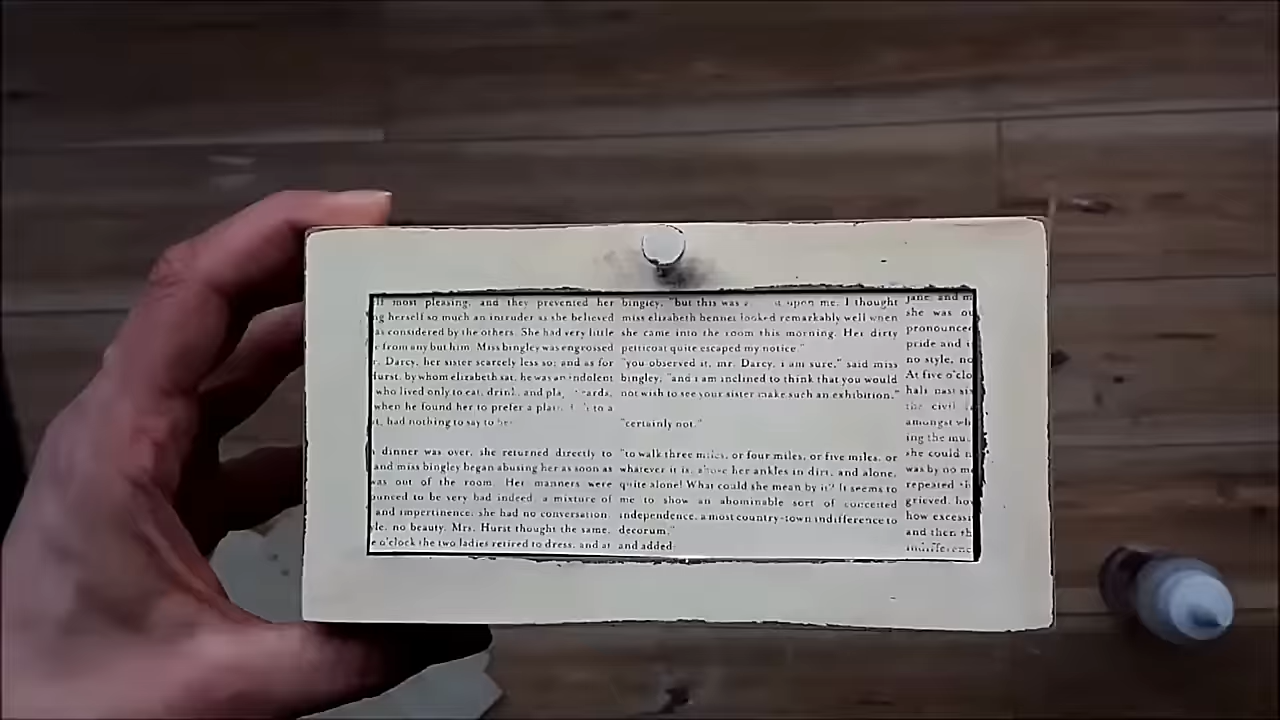 most pleasing, and they prevented her
ng herself so much an intruder as she believed
as considered by the others. She had very little
e from any but him. Miss bingley was engrossed
r. Darcy, her sister scarcely less so; and as for
furst, by whom elizabeth sat, he was an indolent
who lived only to eat, drink, and play cards,
when he found her to prefer a plain to a
t, had nothing to say to her
dinner was over, she returned directly to
and miss bingley began abusing her as soon as
was out of the room. Her manners were
ounced to be very bad indeed, a mixture of
and impertinence; she had no conversation,
yle, no beauty. Mrs. Hurst thought the same,
e o'clock the two ladies retired to dress, and at
bingley, "but this was upon me. I thought
miss elizabeth bennet looked remarkably well when
she came into the room this morning. Her dirty
petticoat quite escaped my notice."
"you observed it, mr. Darcy, i am sure," said miss
bingley, "and i am inclined to think that you would
not wish to see your sister make such an exhibition."
"certainly not."
"to walk three miles, or four miles, or five miles, or
whatever it is, above her ankles in dirt, and alone,
quite alone! What could she mean by it? It seems to
me to show an abominable sort of conceited
independence, a most country-town indifference to
decorum."
and added
jane, and m
she was ou
pronounced
pride and i
no style, no
At five o'clo
half past six
the civil
amongst wh
ing the muc
she could n
was by no m
repeated th
grieved, how
how excessi
and then th
indifferenc